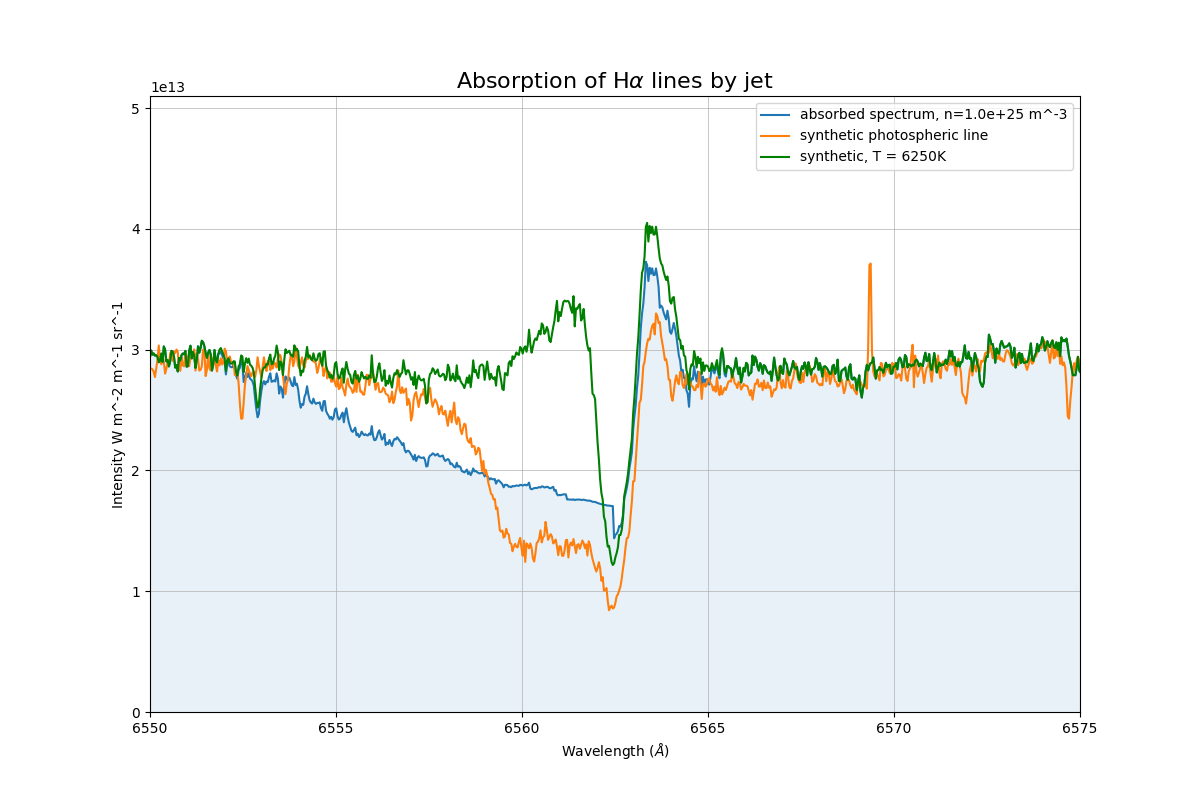 Absorption of Hα lines by jet
1e13
absorbed spectrum, n=1.0e+25 m^-3
synthetic photospheric line
synthetic, T = 6250K
5
4
3
2
1
0
Intensity W m^-2 m^-1 sr^-1
6550
6555
6560
6565
6570
6575
Wavelength (Å)